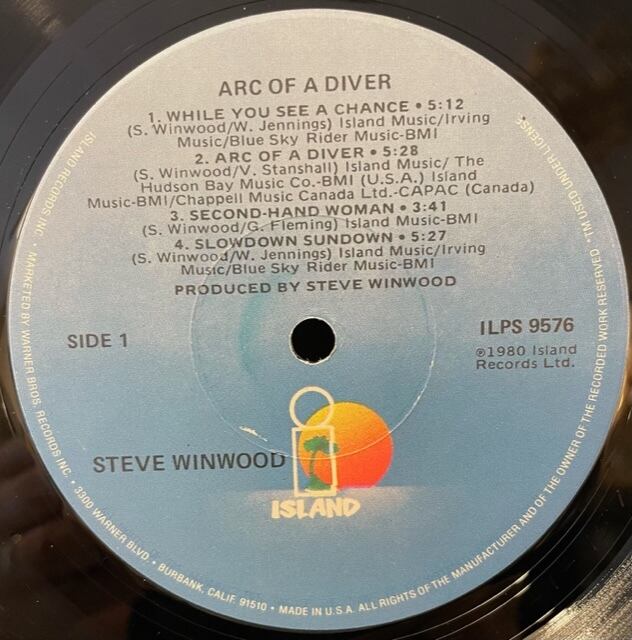 ARC OF A DIVER
1. WHILE YOU SEE A CHANCE • 5:12
(S. Winwood/W. Jennings) Island Music/Irving
Music/Blue Sky Rider Music-BMI
2. ARC OF A DIVER • 5:28
(S. Winwood/V. Stanshall) Island Music/ The
Hudson Bay Music Co.-BMI (U.S.A.) Island
Music-BMI/Chappell Music Canada Ltd.-CAPAC (Canada)
3. SECOND-HAND WOMAN • 3:41
(S. Winwood/G. Fleming) Island Music-BMI
4. SLOWDOWN SUNDOWN • 5:27
(S. Winwood/W. Jennings) Island Music/Irving
Music/Blue Sky Rider Music-BMI
PRODUCED BY STEVE WINWOOD
SIDE 1
ILPS 9576
℗1980 Island
Records Ltd.
STEVE WINWOOD
ISLAND
ISLAND RECORDS INC. • MARKETED BY WARNER BROS. RECORDS INC. • 3300 WARNER BLVD. • BURBANK, CALIF. 91510 • MADE IN U.S.A. ALL RIGHTS OF THE MANUFACTURER AND OF THE OWNER OF THE RECORDED WORK RESERVED • TM USED UNDER LICENSE